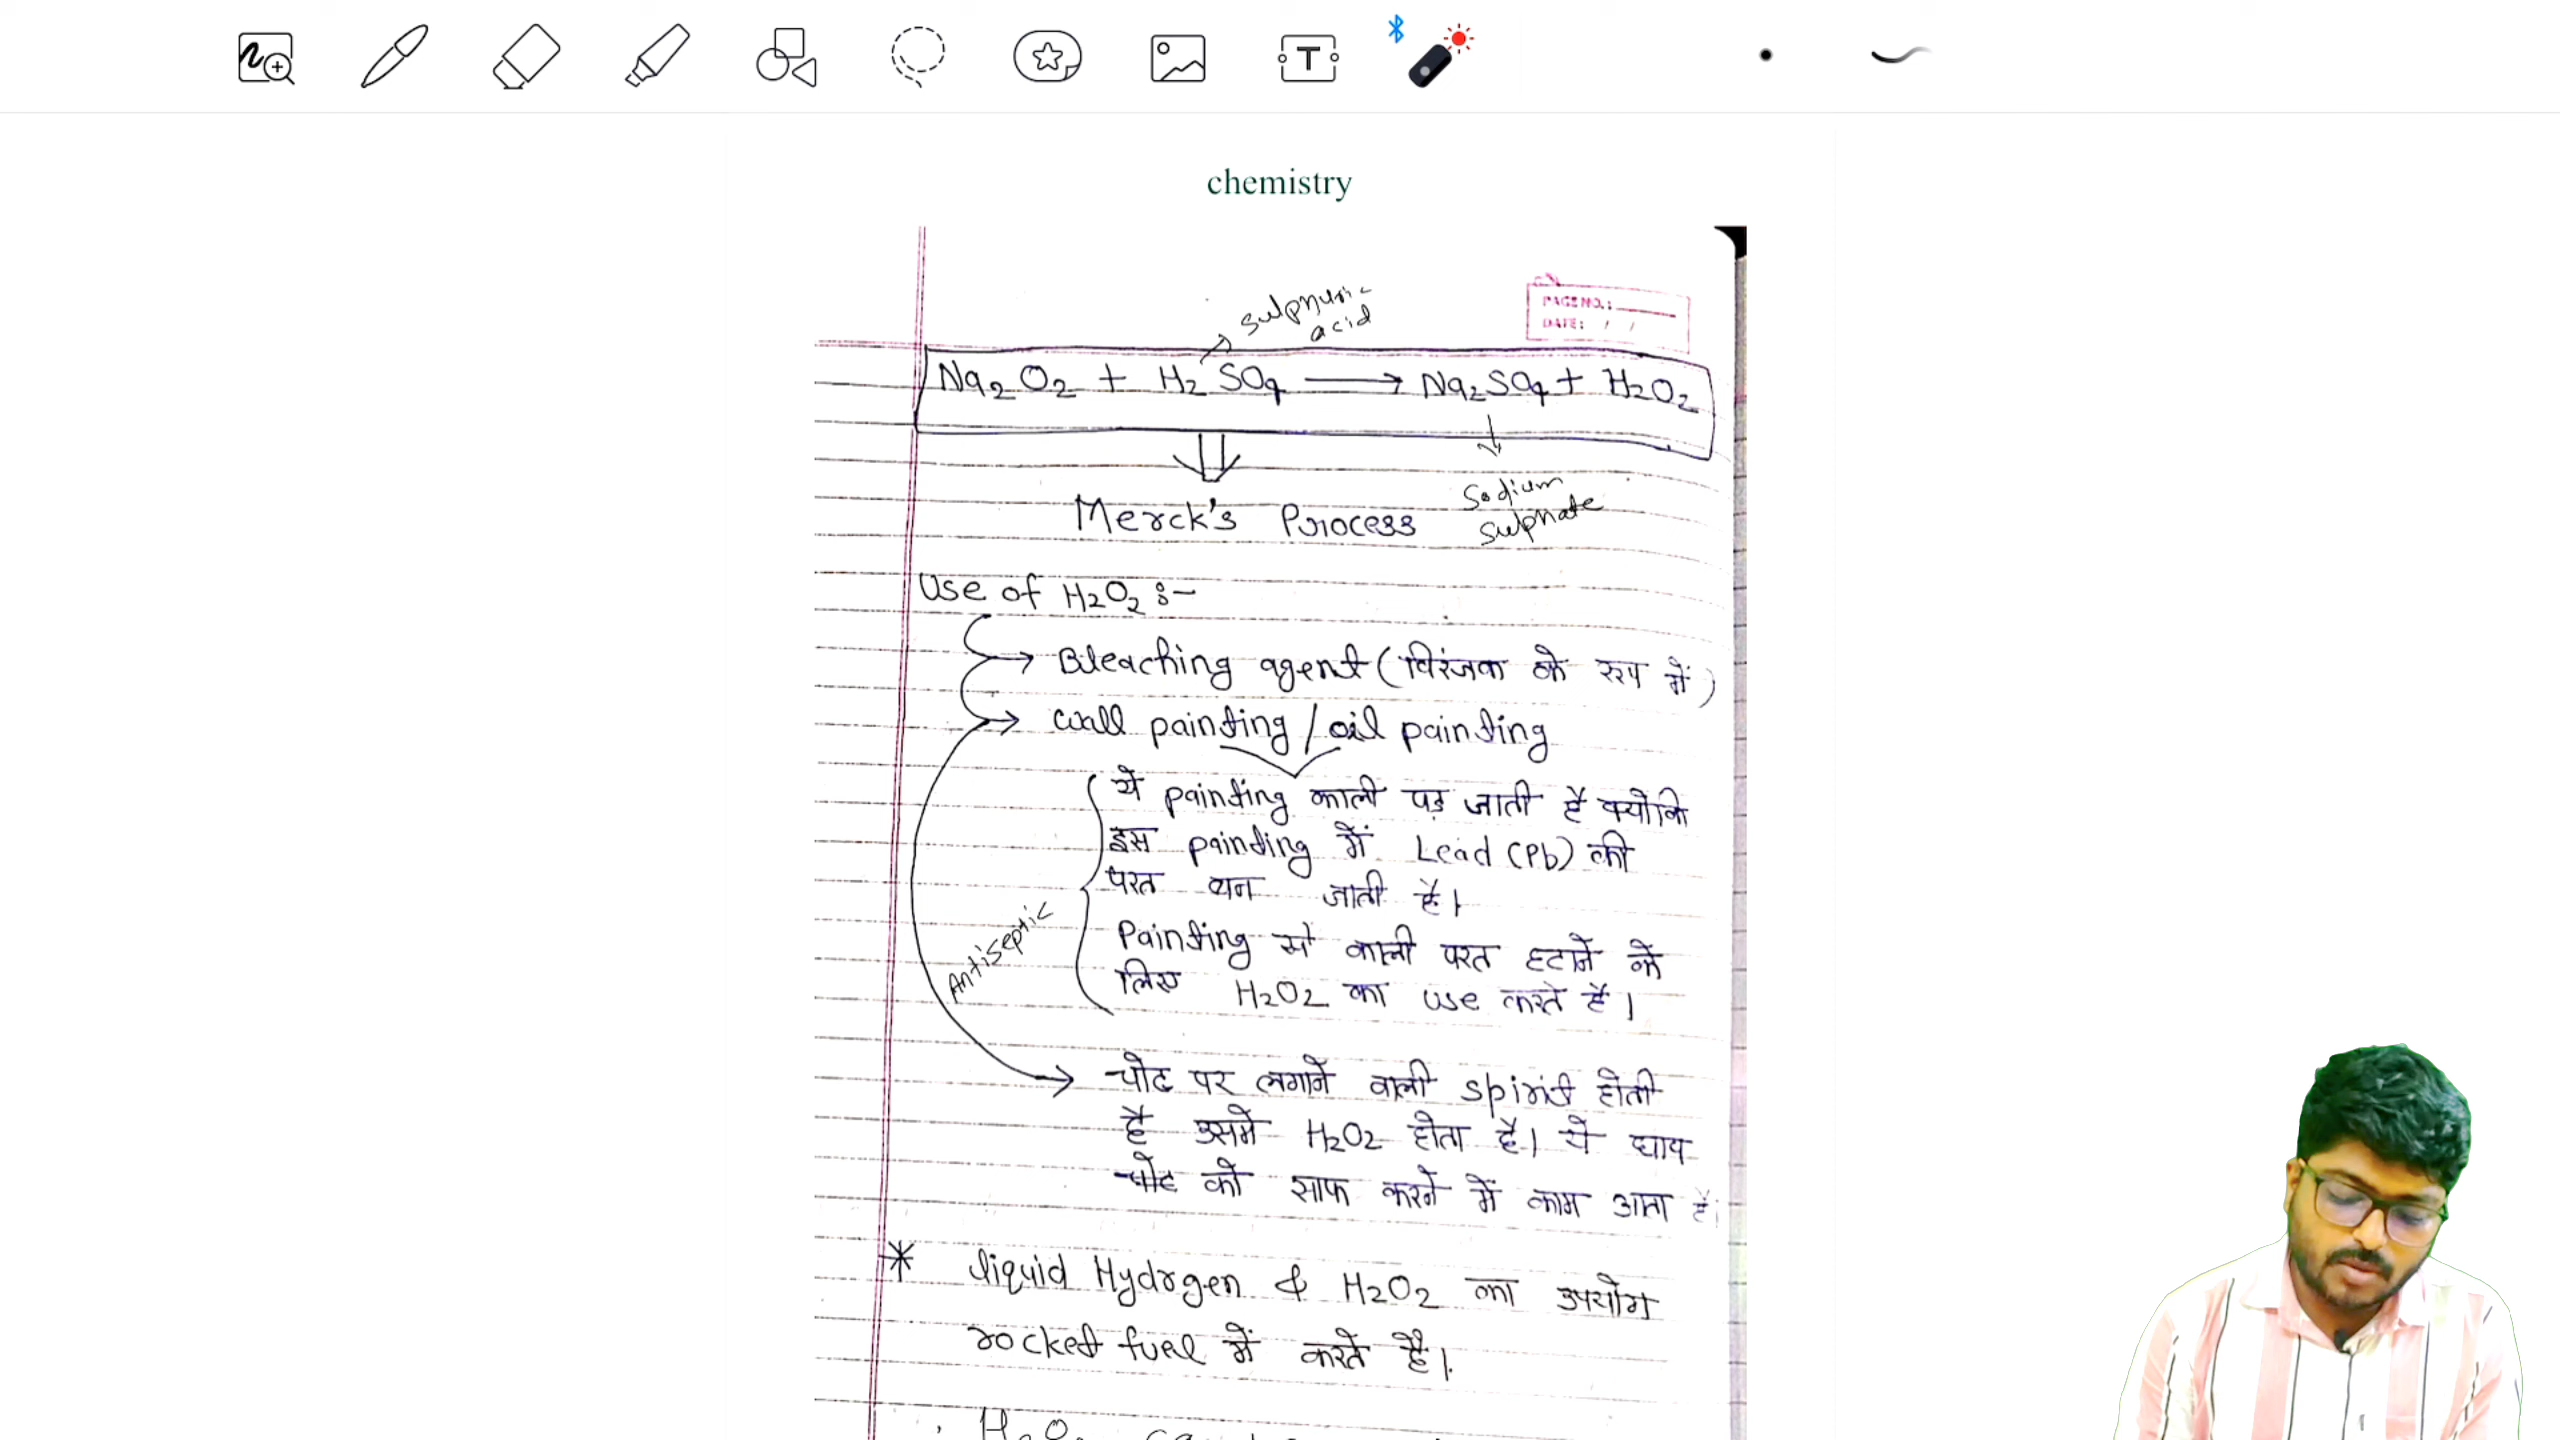 T
chemistry
PAGE NO.:
DATE: / /
sulphuric
acid
Na2O2 + H2SO4 → Na2SO4 + H2O2
Merck's Process
Sodium
sulphate
Use of H2O2 :-
→ Bleaching agent (विरंजक के रूप में)
→ Wall painting / oil painting
ये painting काली पड़ जाती है क्योंकि
इस painting में Lead (Pb) की
परत बन जाती है।
Painting से काली परत हटाने के
लिए H2O2 का use करते है।
Antiseptic
→ चोट पर लगाने वाली spirit होती
है उसमे H2O2 होता है। ये घाव
चोट को साफ करने में काम आता है।
* liquid Hydrgen & H2O2 का उपयोग
rocket fuel में करते है।